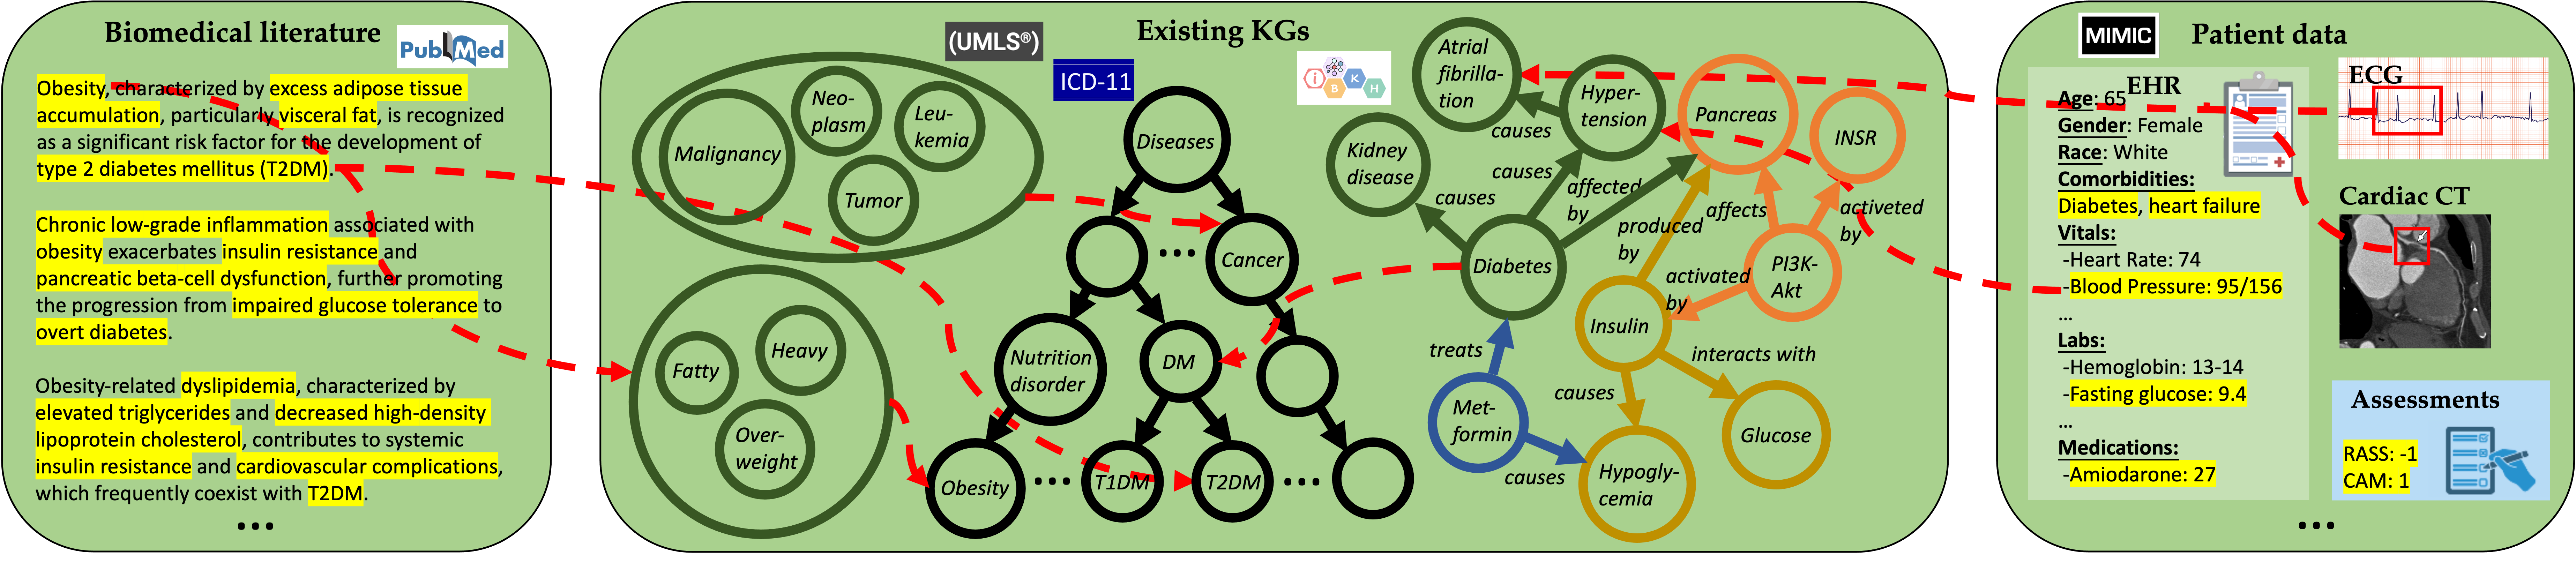 Biomedical literature
PubMed
Obesity, characterized by excess adipose tissue
accumulation, particularly visceral fat, is recognized
as a significant risk factor for the development of
type 2 diabetes mellitus (T2DM).
Chronic low-grade inflammation associated with
obesity exacerbates insulin resistance and
pancreatic beta-cell dysfunction, further promoting
the progression from impaired glucose tolerance to
overt diabetes.
Obesity-related dyslipidemia, characterized by
elevated triglycerides and decreased high-density
lipoprotein cholesterol, contributes to systemic
insulin resistance and cardiovascular complications,
which frequently coexist with T2DM.
...
Existing KGs
(UMLS®)
ICD-11
i
B
K
H
Malignancy
Neo-
plasm
Leu-
kemia
Tumor
Fatty
Heavy
Over-
weight
Diseases
...
Cancer
Nutrition
disorder
DM
Obesity
...
T1DM
T2DM
...
Atrial
fibrilla-
tion
Hyper-
tension
Kidney
disease
Pancreas
INSR
causes
causes
causes
affected
by
produced
by
affects
activeted
by
Diabetes
PI3K-
Akt
activated
by
Insulin
treats
interacts with
Met-
formin
causes
causes
Hypogly-
cemia
Glucose
MIMIC
Patient data
EHR
Age: 65
Gender: Female
Race: White
Comorbidities:
Diabetes, heart failure
Vitals:
-Heart Rate: 74
-Blood Pressure: 95/156
...
Labs:
-Hemoglobin: 13-14
-Fasting glucose: 9.4
...
Medications:
-Amiodarone: 27
ECG
Cardiac CT
Assessments
RASS: -1
CAM: 1
...